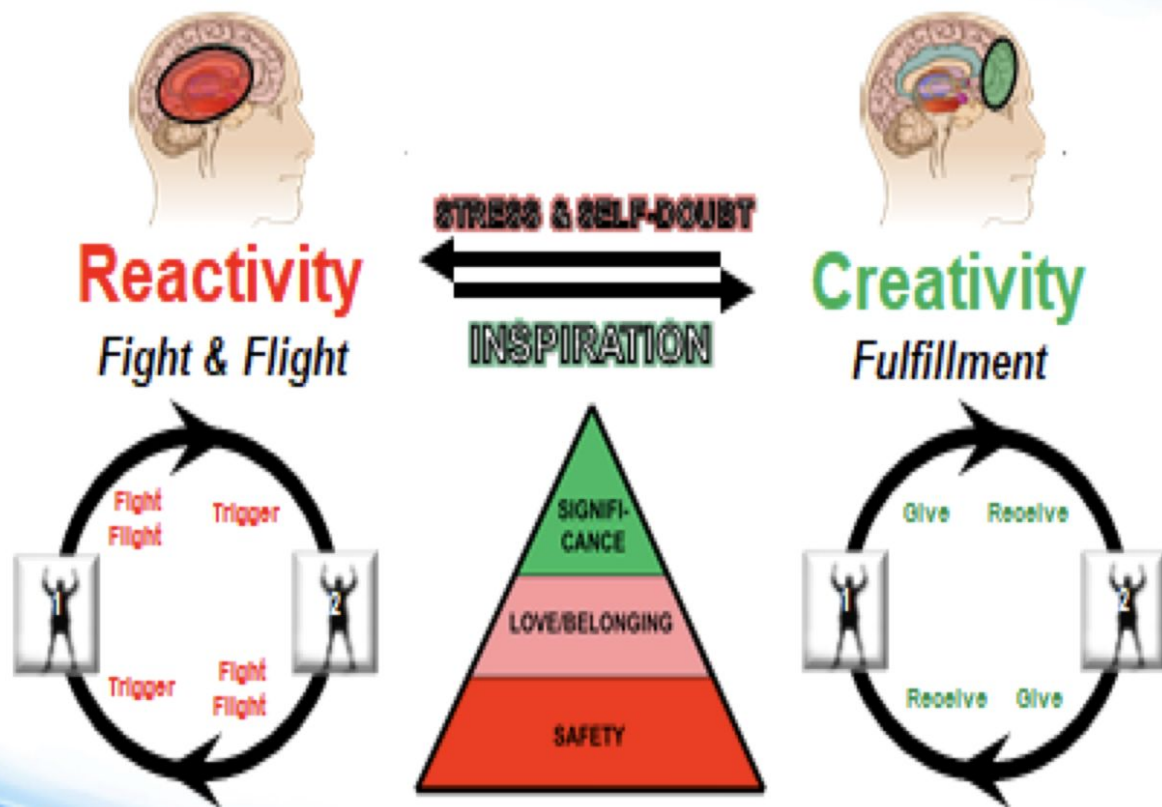 STRESS & SELF-DOUBT
Reactivity
Creativity
INSPIRATION
Fight & Flight
Fulfillment
Fight
Flight
Trigger
1
2
Trigger
Fight
Flight
SIGNIFI-
CANCE
LOVE/BELONGING
SAFETY
Give
Receive
1
2
Receive
Give